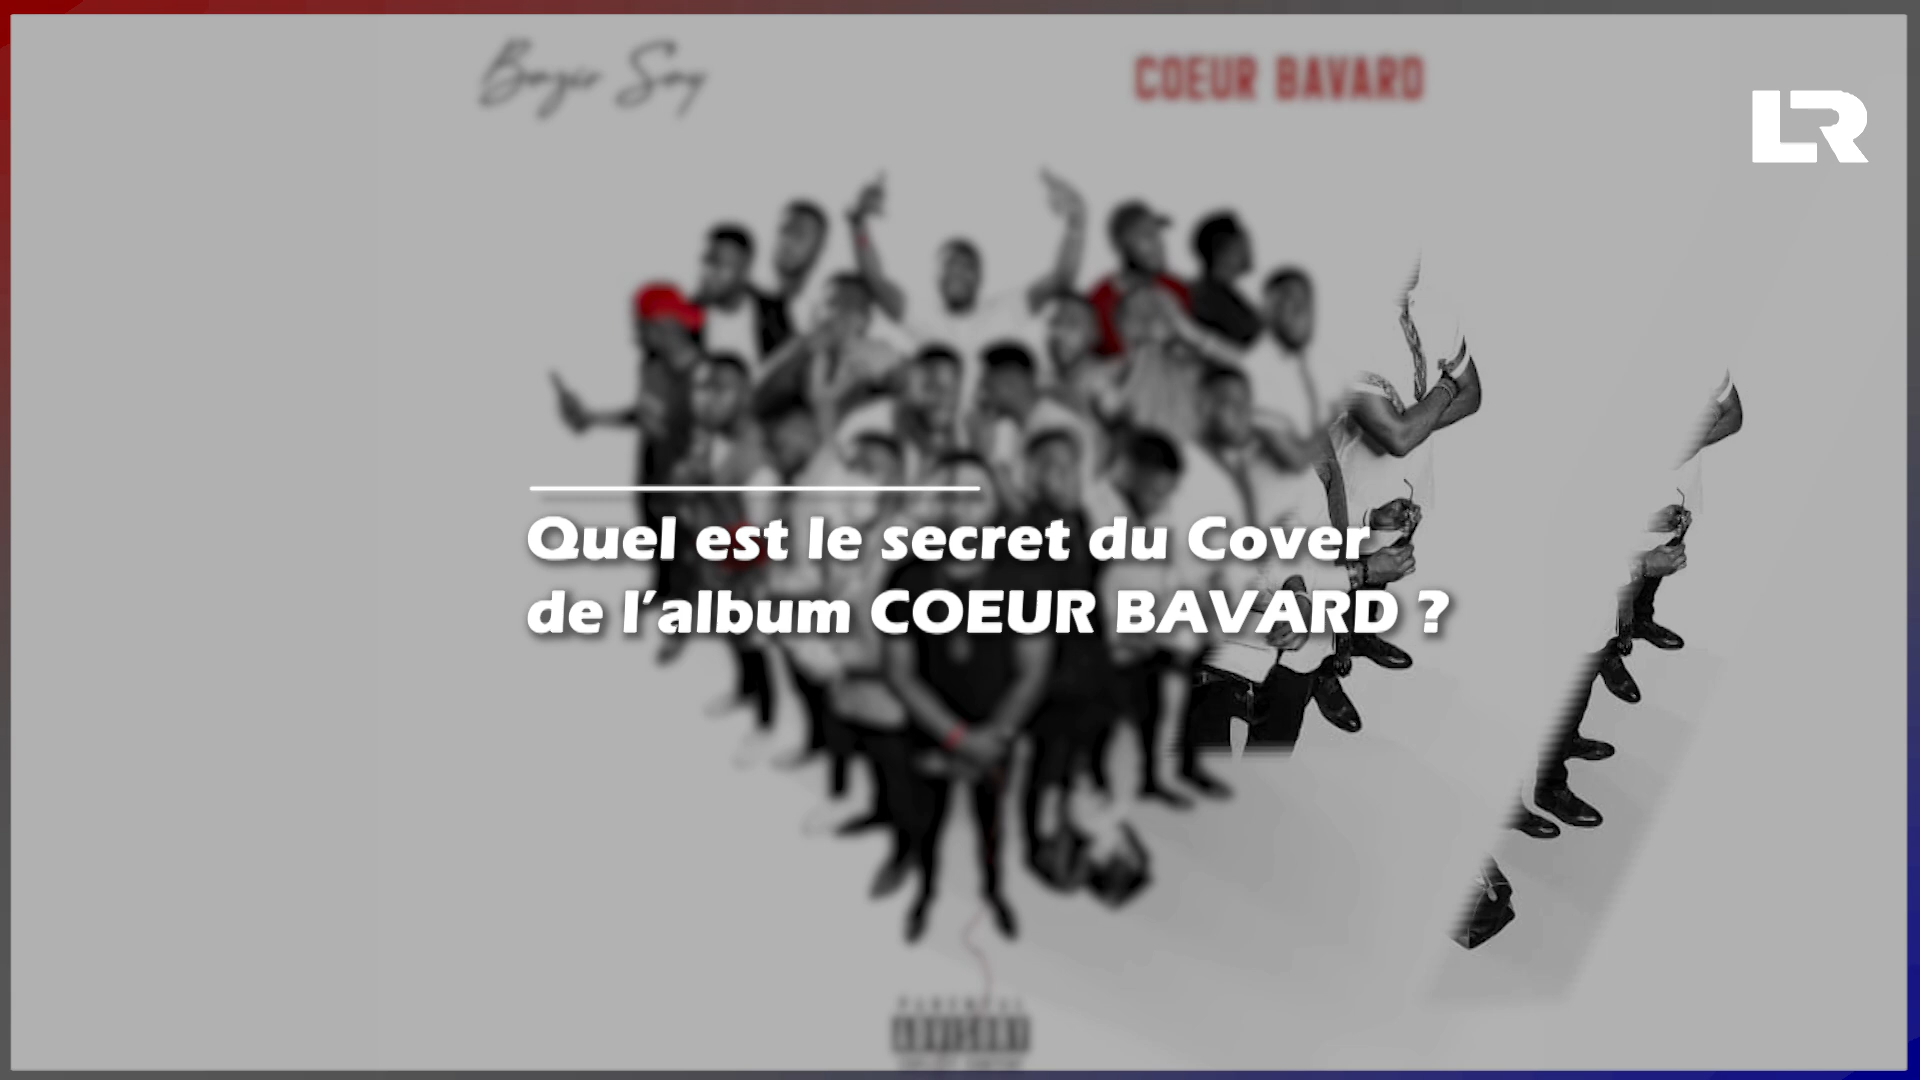 COEUR BAVARD
LR
Quel est le secret du Cover
de l’album COEUR BAVARD ?